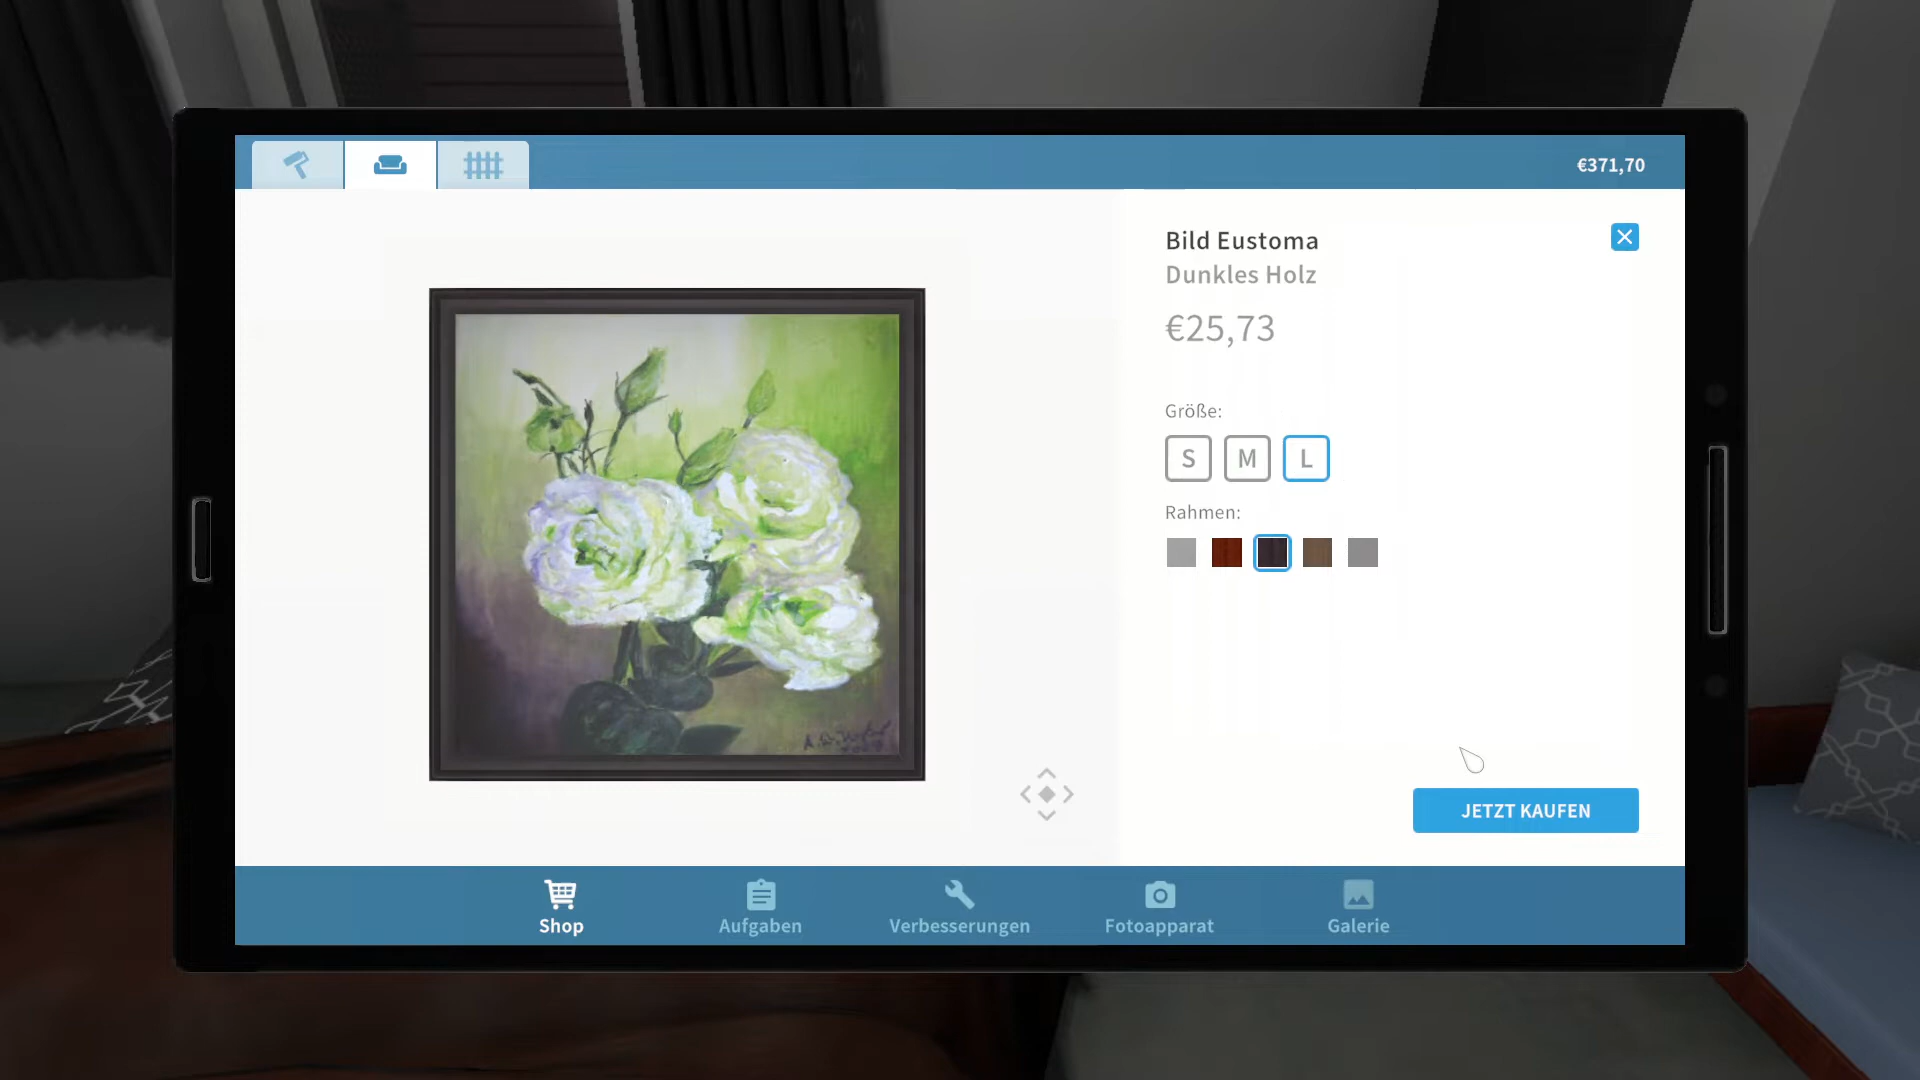 €371,70
Bild Eustoma
Dunkles Holz
€25,73
Größe:
S M L
Rahmen:
JETZT KAUFEN
Shop Aufgaben Verbesserungen Fotoapparat Galerie